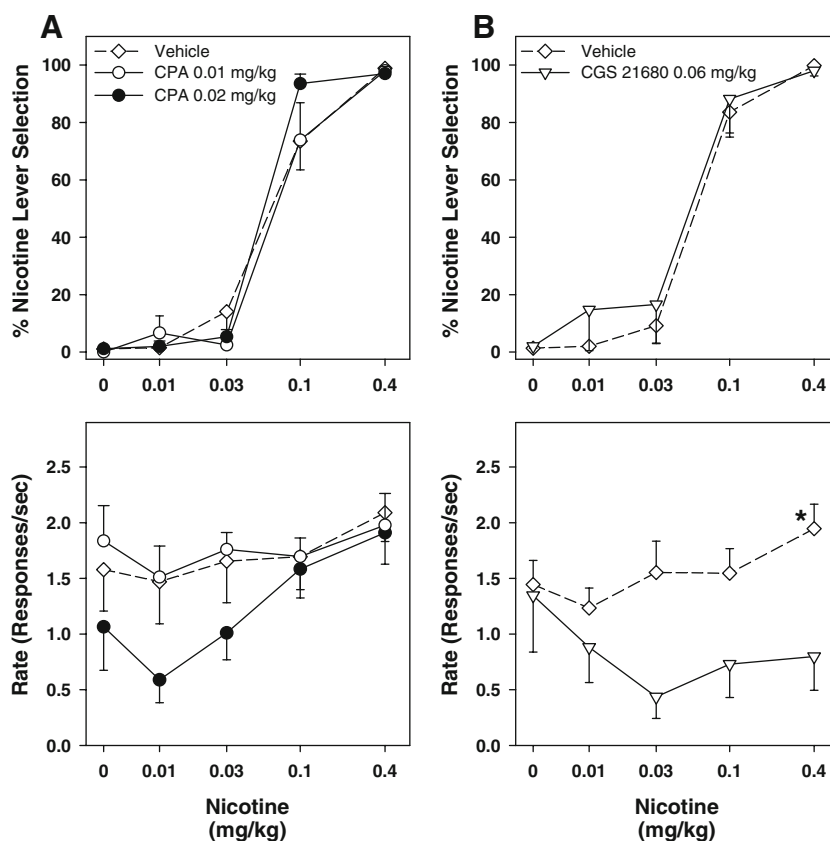 A
Vehicle
CPA 0.01 mg/kg
CPA 0.02 mg/kg
% Nicotine Lever Selection
100
80
60
40
20
0
0 0.01 0.03 0.1 0.4
B
Vehicle
CGS 21680 0.06 mg/kg
% Nicotine Lever Selection
100
80
60
40
20
0
0 0.01 0.03 0.1 0.4
Rate (Responses/sec)
2.5
2.0
1.5
1.0
0.5
0.0
0 0.01 0.03 0.1 0.4
Nicotine
(mg/kg)
Rate (Responses/sec)
2.5
2.0
1.5
1.0
0.5
0.0
*
0 0.01 0.03 0.1 0.4
Nicotine
(mg/kg)